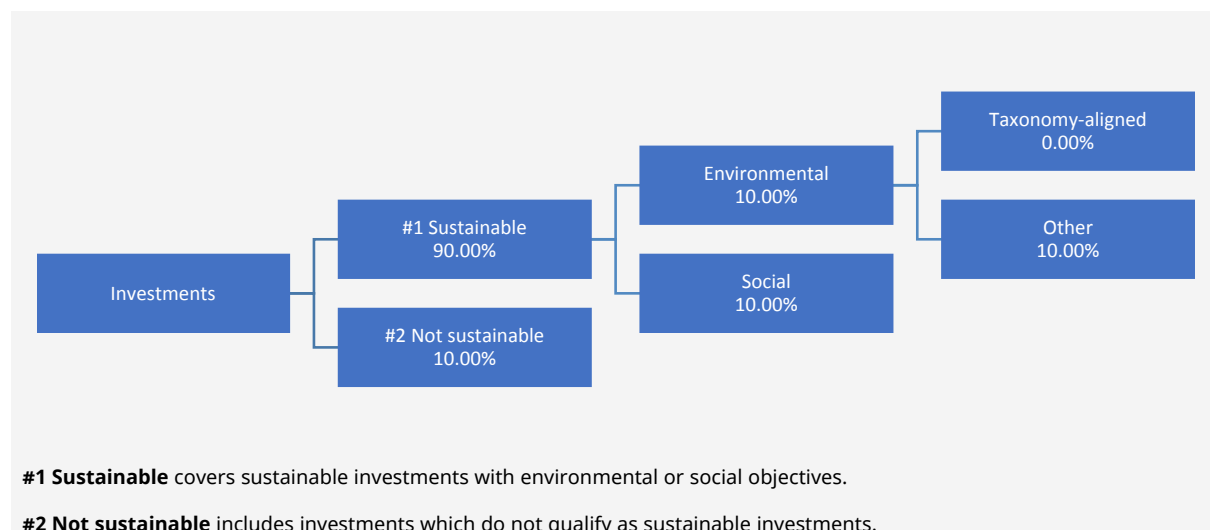 Investments
#1 Sustainable
90.00%
#2 Not sustainable
10.00%
Environmental
10.00%
Social
10.00%
Taxonomy-aligned
0.00%
Other
10.00%
#1 Sustainable covers sustainable investments with environmental or social objectives.
#2 Not sustainable includes investments which do not qualify as sustainable investments.